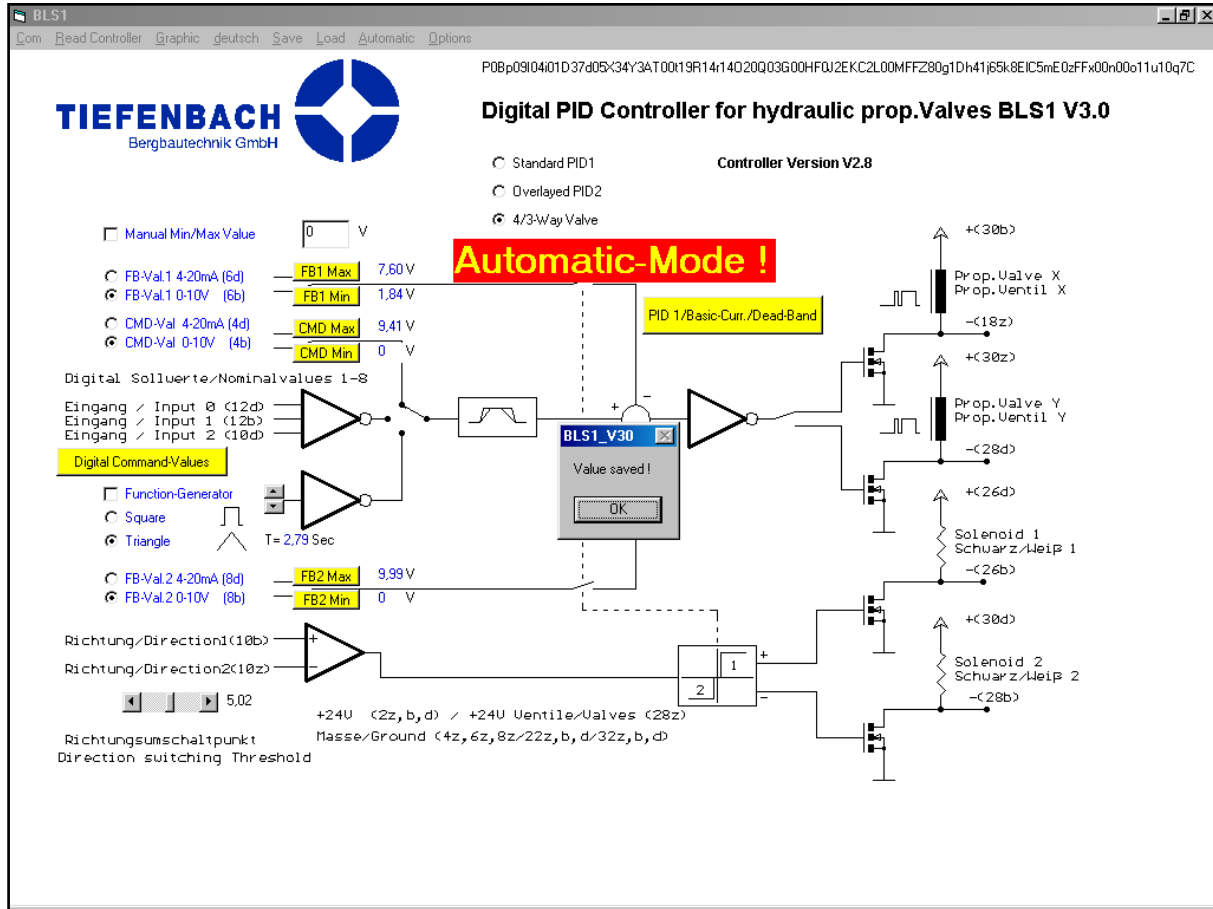 BLS1
Com Read Controller Graphic deutsch Save Load Automatic Options
P0Bp09I04i01D37d05X34Y3AT00t19R14r14O20Q03G00HF0J2EKC2L00MFFZ80g1Dh41j65k8EIC5mE0zFFx00n00o11u10q7C
TIEFENBACH
Bergbautechnik GmbH
Digital PID Controller for hydraulic prop.Valves BLS1 V3.0
Standard PID1
Controller Version V2.8
Overlayed PID2
4/3-Way Valve
Manual Min/Max Value 0 V
Automatic-Mode !
FB-Val.1 4-20mA (6d) FB1 Max 7,60 V
FB-Val.1 0-10V (6b) FB1 Min 1,84 V
CMD-Val 4-20mA (4d) CMD Max 9,41 V
CMD-Val 0-10V (4b) CMD Min 0 V
PID 1/Basic-Curr./Dead-Band
Digital Sollwerte/Nominalvalues 1-8
Eingang / Input 0 (12d)
Eingang / Input 1 (12b)
Eingang / Input 2 (10d)
+ −
Digital Command-Values
Function-Generator
Square
Triangle T= 2,79 Sec
BLS1_V30
Value saved !
OK
FB-Val.2 4-20mA (8d) FB2 Max 9,99 V
FB-Val.2 0-10V (8b) FB2 Min 0 V
Richtung/Direction1(10b) +
Richtung/Direction2(10z) −
5,02
1 +
2 −
+24V (2z,b,d) / +24V Ventile/Valves (28z)
Masse/Ground (4z,6z,8z/22z,b,d/32z,b,d)
Richtungsumschaltpunkt
Direction switching Threshold
+(30b)
Prop.Valve X
Prop.Ventil X
-(18z)
+(30z)
Prop.Valve Y
Prop.Ventil Y
-(28d)
+(26d)
Solenoid 1
Schwarz/Weiβ 1
-(26b)
+(30d)
Solenoid 2
Schwarz/Weiβ 2
-(28b)